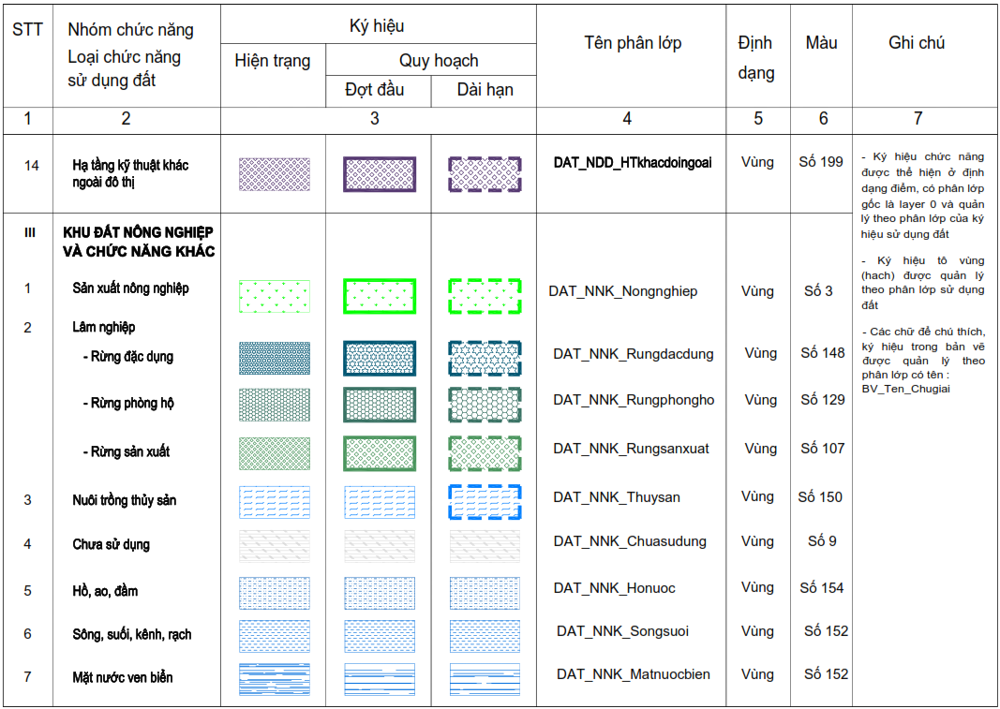 STT
Nhóm chức năng
Loại chức năng
sử dụng đất
Ký hiệu
Hiện trạng
Quy hoạch
Đợt đầu
Dài hạn
Tên phân lớp
Định
dạng
Màu
Ghi chú
1
2
3
4
5
6
7
14
Hạ tầng kỹ thuật khác
ngoài đô thị
DAT_NDD_HTkhacdoingoai
Vùng
Số 199
III
KHU ĐẤT NÔNG NGHIỆP
VÀ CHỨC NĂNG KHÁC
1
Sản xuất nông nghiệp
DAT_NNK_Nongnghiep
Vùng
Số 3
2
Lâm nghiệp
- Rừng đặc dụng
DAT_NNK_Rungdacdung
Vùng
Số 148
- Rừng phòng hộ
DAT_NNK_Rungphongho
Vùng
Số 129
- Rừng sản xuất
DAT_NNK_Rungsanxuat
Vùng
Số 107
3
Nuôi trồng thủy sản
DAT_NNK_Thuysan
Vùng
Số 150
4
Chưa sử dụng
DAT_NNK_Chuasudung
Vùng
Số 9
5
Hồ, ao, đầm
DAT_NNK_Honuoc
Vùng
Số 154
6
Sông, suối, kênh, rạch
DAT_NNK_Songsuoi
Vùng
Số 152
7
Mặt nước ven biển
DAT_NNK_Matnuocbien
Vùng
Số 152
- Ký hiệu chức năng
được thể hiện ở định
dạng điểm, có phân lớp
gốc là layer 0 và quản
lý theo phân lớp của ký
hiệu sử dụng đất
- Ký hiệu tô vùng
(hach) được quản lý
theo phân lớp sử dụng
đất
- Các chữ để chú thích,
ký hiệu trong bản vẽ
được quản lý theo
phân lớp có tên :
BV_Ten_Chugiai